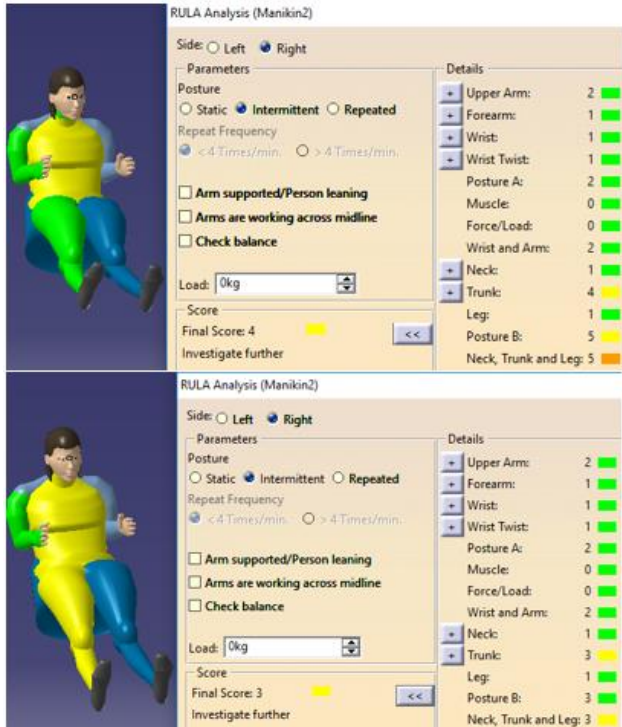 RULA Analysis (Manikin2)
Side: Left Right
Parameters
Posture
Static Intermittent Repeated
Repeat Frequency
< 4 Times/min. > 4 Times/min.
Arm supported/Person leaning
Arms are working across midline
Check balance
Load: 0kg
Score
Final Score: 4 <<
Investigate further
Details
+ Upper Arm: 2
+ Forearm: 1
+ Wrist: 1
+ Wrist Twist: 1
Posture A: 2
Muscle: 0
Force/Load: 0
Wrist and Arm: 2
+ Neck: 1
+ Trunk: 4
Leg: 1
Posture B: 5
Neck, Trunk and Leg: 5
RULA Analysis (Manikin2)
Side: Left Right
Parameters
Posture
Static Intermittent Repeated
Repeat Frequency
< 4 Times/min. > 4 Times/min.
Arm supported/Person leaning
Arms are working across midline
Check balance
Load: 0kg
Score
Final Score: 3 <<
Investigate further
Details
+ Upper Arm: 2
+ Forearm: 1
+ Wrist: 1
+ Wrist Twist: 1
Posture A: 2
Muscle: 0
Force/Load: 0
Wrist and Arm: 2
+ Neck: 1
+ Trunk: 3
Leg: 1
Posture B: 3
Neck, Trunk and Leg: 3